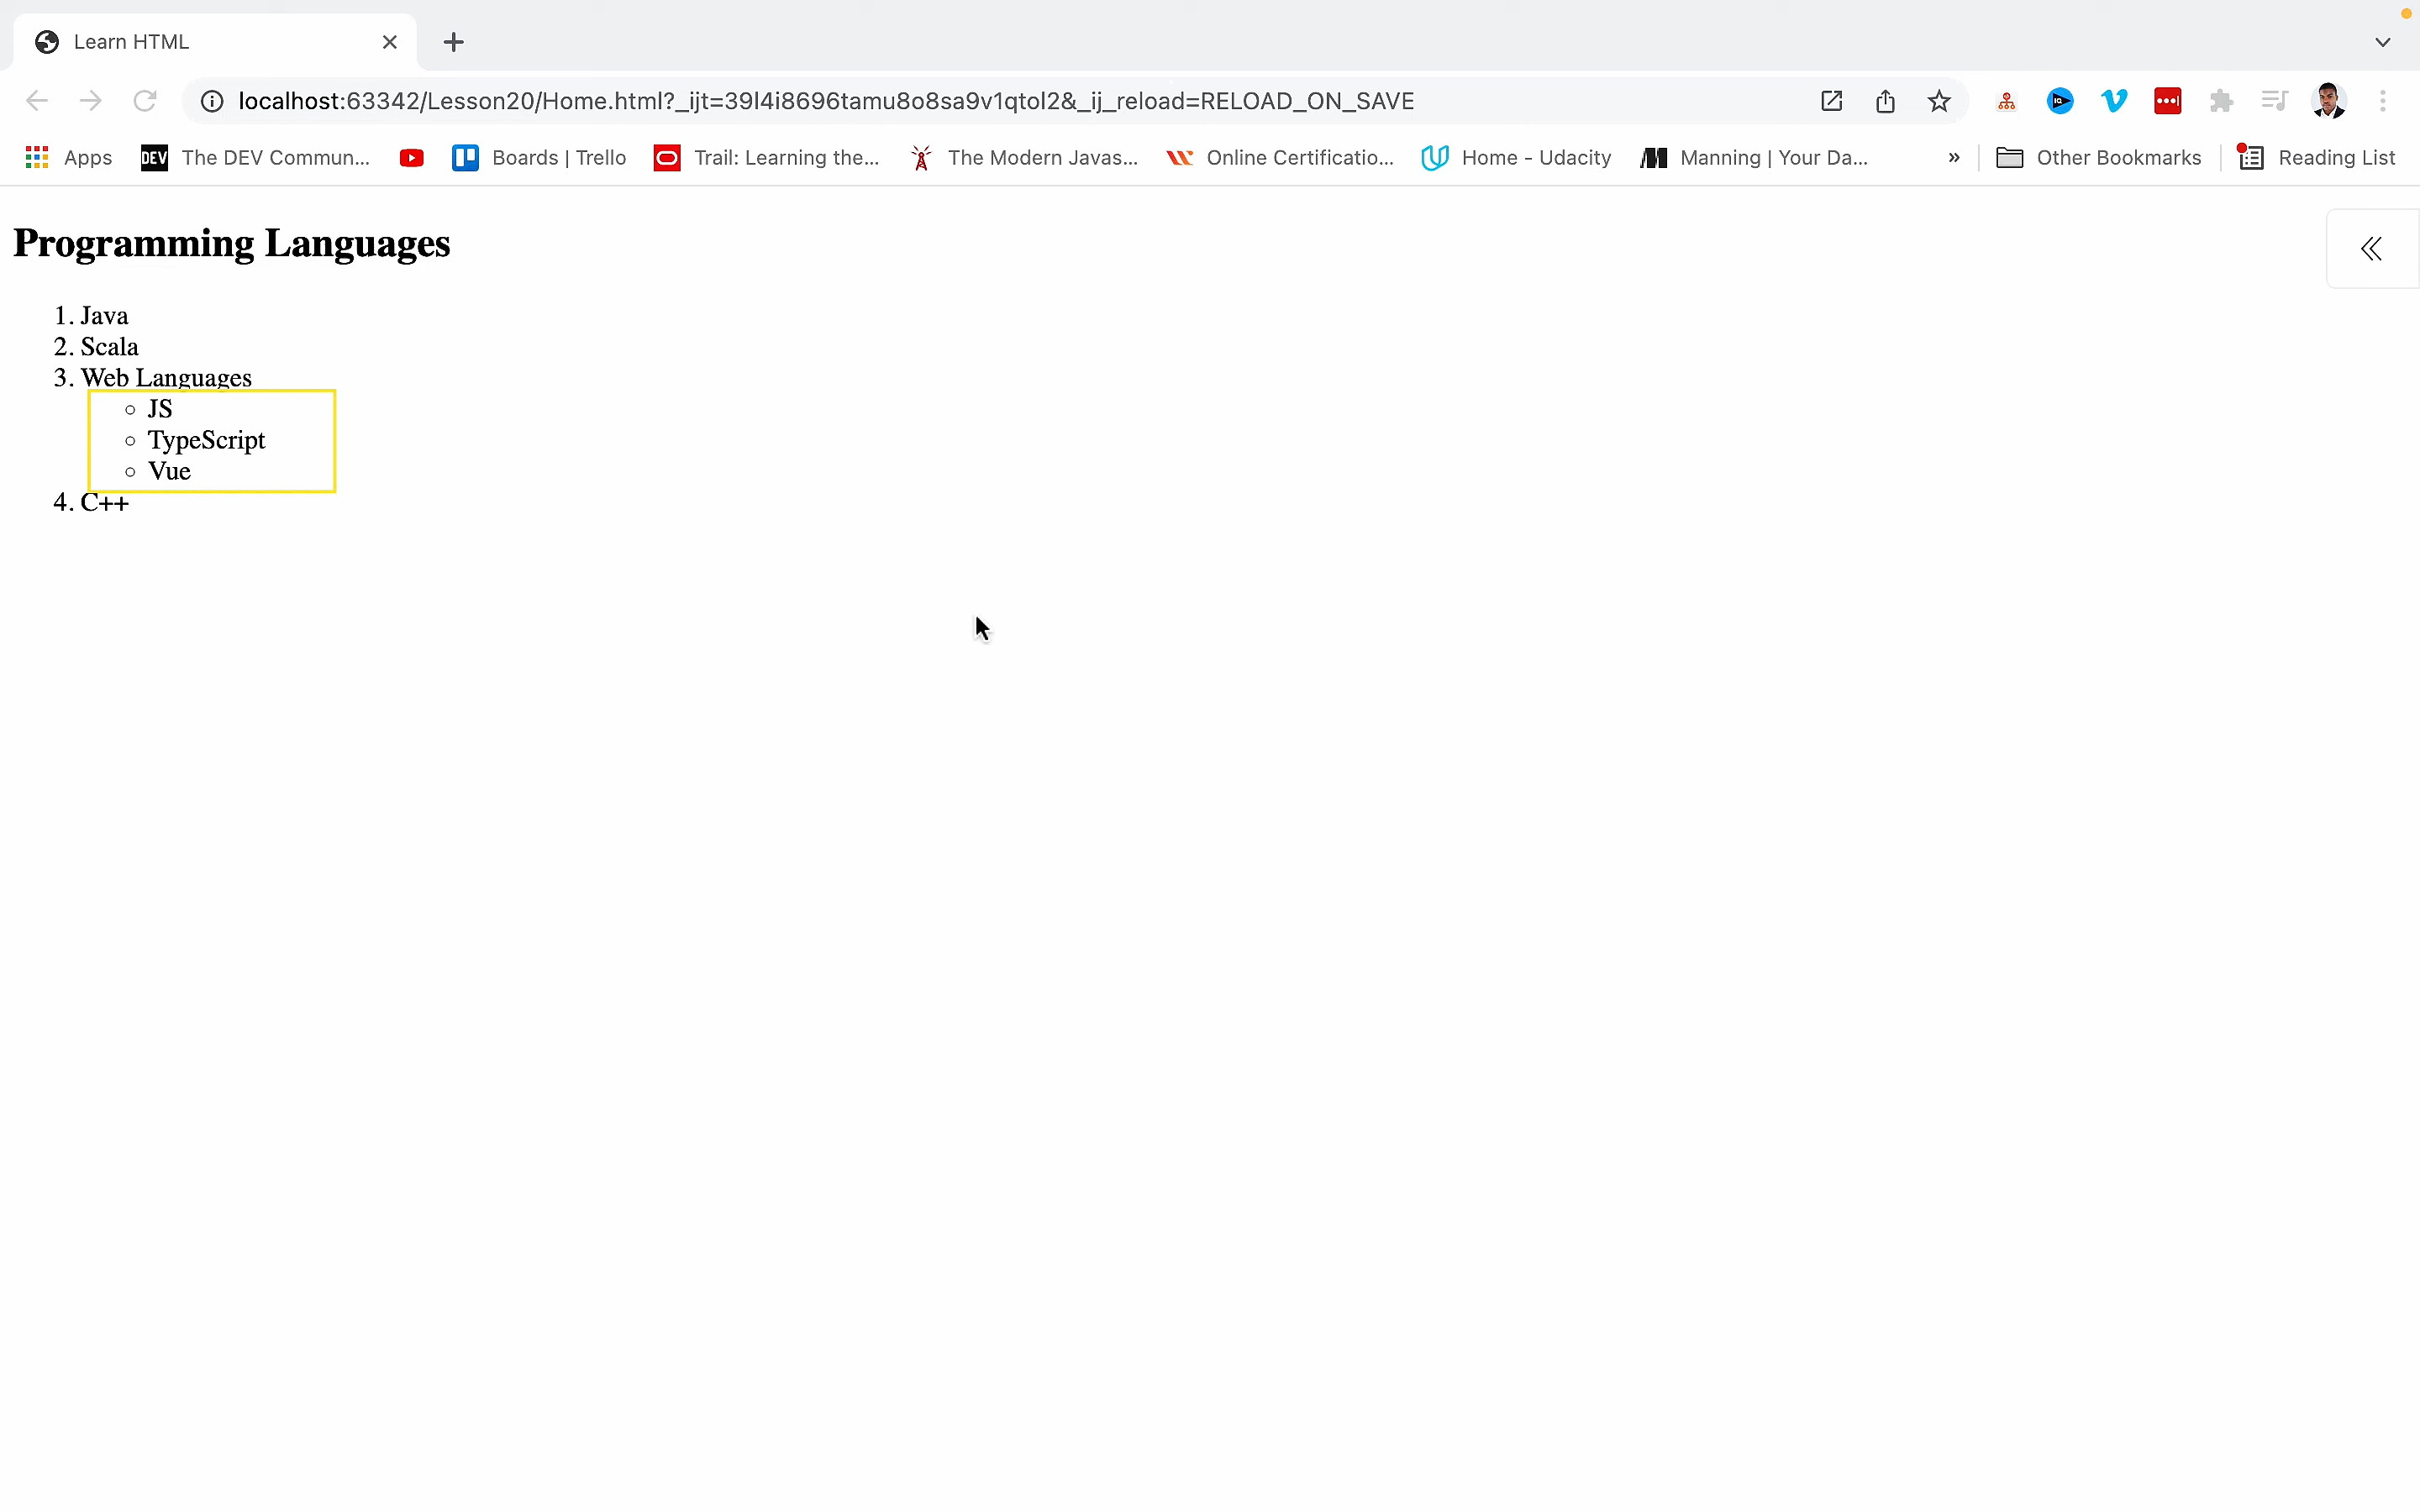 Learn HTML
localhost:63342/Lesson20/Home.html?_ijt=39l4i8696tamu8o8sa9v1qtol2&_ij_reload=RELOAD_ON_SAVE
Apps DEV The DEV Commun... Boards | Trello Trail: Learning the... The Modern Javas... Online Certificatio... Home - Udacity Manning | Your Da... » Other Bookmarks Reading List
Programming Languages
1. Java
2. Scala
3. Web Languages
JS
TypeScript
Vue
4. C++